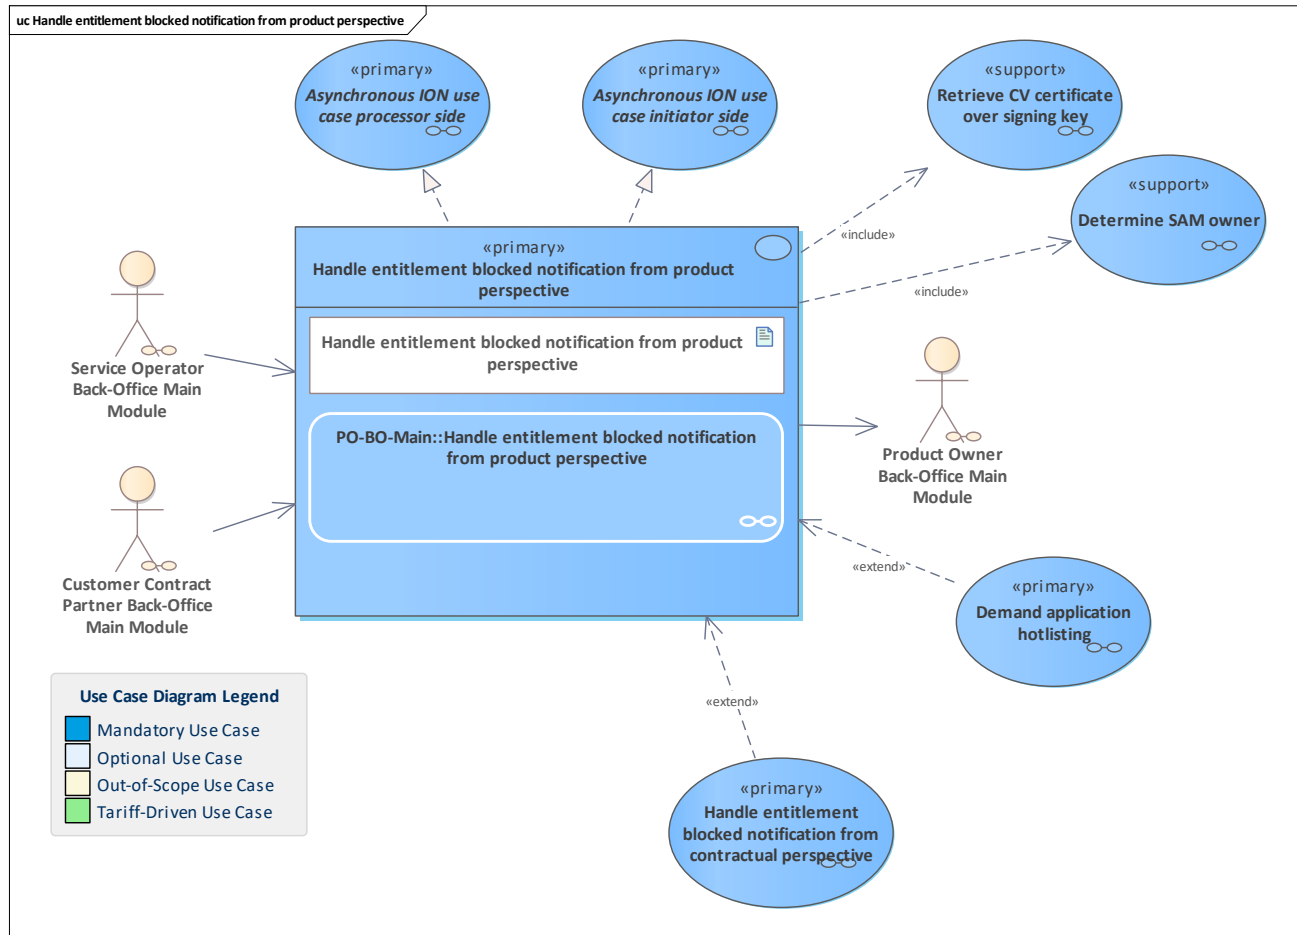 uc Handle entitlement blocked notification from product perspective
«primary»
Asynchronous ION use
case processor side
«primary»
Asynchronous ION use
case initiator side
«support»
Retrieve CV certificate
over signing key
«support»
Determine SAM owner
«include»
«include»
«primary»
Handle entitlement blocked notification from product
perspective
Handle entitlement blocked notification from product
perspective
PO-BO-Main::Handle entitlement blocked notification
from product perspective
Service Operator
Back-Office Main
Module
Customer Contract
Partner Back-Office
Main Module
Product Owner
Back-Office Main
Module
«extend»
«primary»
Demand application
hotlisting
«extend»
«primary»
Handle entitlement
blocked notification from
contractual perspective
Use Case Diagram Legend
Mandatory Use Case
Optional Use Case
Out-of-Scope Use Case
Tariff-Driven Use Case